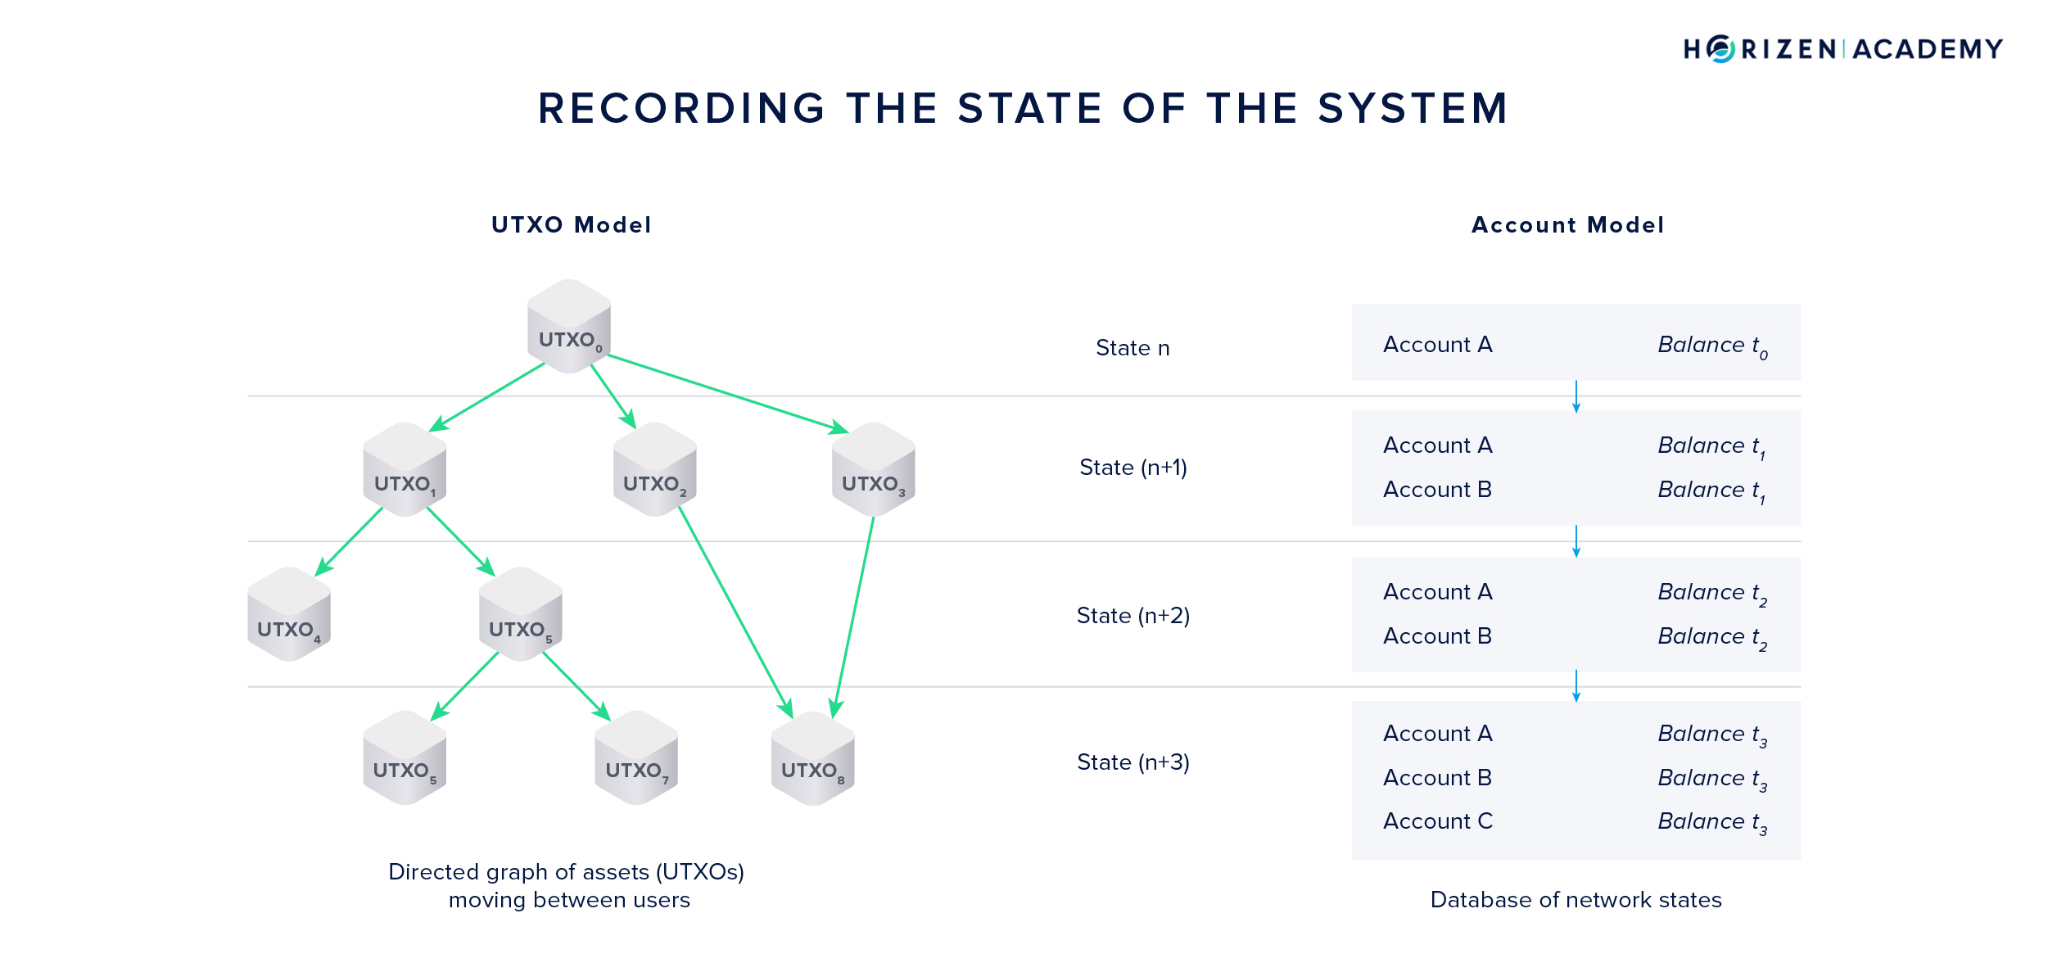 HORIZEN | ACADEMY
RECORDING THE STATE OF THE SYSTEM
UTXO Model
Account Model
UTXO₀
State n
Account A Balance t₀
UTXO₁ UTXO₂ UTXO₃
State (n+1)
Account A Balance t₁
Account B Balance t₁
UTXO₄ UTXO₅
State (n+2)
Account A Balance t₂
Account B Balance t₂
UTXO₅ UTXO₇ UTXO₈
State (n+3)
Account A Balance t₃
Account B Balance t₃
Account C Balance t₃
Directed graph of assets (UTXOs)
moving between users
Database of network states